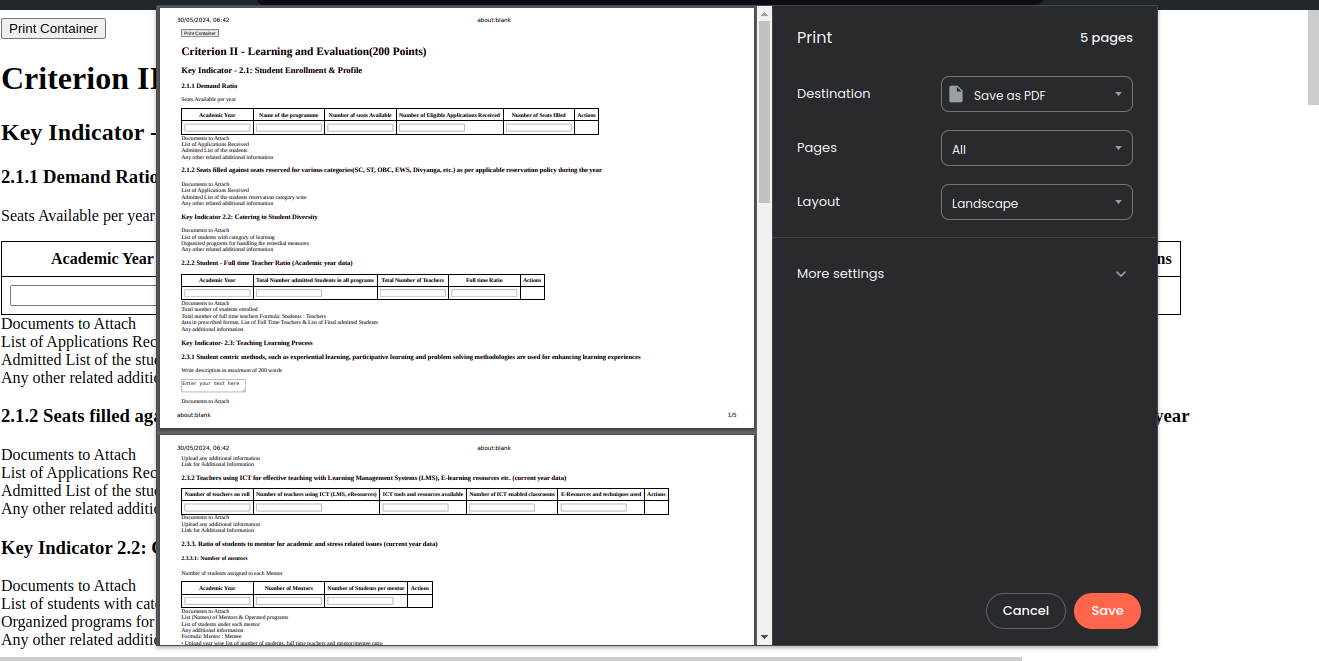 Print Container
Criterion II
Key Indicator -
2.1.1 Demand Ratio
Seats Available per year
Academic Year
ns
Documents to Attach
List of Applications Rec
Admitted List of the stu
Any other related additi
2.1.2 Seats filled aga
year
Documents to Attach
List of Applications Rec
Admitted List of the stu
Any other related additi
Key Indicator 2.2: C
Documents to Attach
List of students with cat
Organized programs for
Any other related additi
30/05/2024, 06:42 about:blank
Print Container
Criterion II - Learning and Evaluation(200 Points)
Key Indicator - 2.1: Student Enrollment & Profile
2.1.1 Demand Ratio
Seats Available per year
Academic Year Name of the programme Number of seats Available Number of Eligible Applications Received Number of Seats filled Actions
Documents to Attach
List of Applications Received
Admitted List of the students
Any other related additional information
2.1.2 Seats filled against seats reserved for various categories(SC, ST, OBC, EWS, Divyanga, etc.) as per applicable reservation policy during the year
Documents to Attach
List of Applications Received
Admitted List of the students reservation category wise
Any other related additional information
Key Indicator 2.2: Catering to Student Diversity
Documents to Attach
List of students with category of learning
Organized programs for handling the remedial measures
Any other related additional information
2.2.2 Student - Full time Teacher Ratio (Academic year data)
Academic Year Total Number admitted Students in all programs Total Number of Teachers Full time Ratio Actions
Documents to Attach
Total number of students enrolled
Total number of full time teachers Formula: Students : Teachers
data in prescribed format, List of Full Time Teachers & List of Final admitted Students
Any additional information
Key Indicator- 2.3: Teaching Learning Process
2.3.1 Student centric methods, such as experiential learning, participative learning and problem solving methodologies are used for enhancing learning experiences
Write description in maximum of 200 words
Enter your text here
Documents to Attach
about:blank 1/5
30/05/2024, 06:42 about:blank
Upload any additional information
Link for Additional Information
2.3.2 Teachers using ICT for effective teaching with Learning Management Systems (LMS), E-learning resources etc. (current year data)
Number of teachers on roll Number of teachers using ICT (LMS, eResources) ICT tools and resources available Number of ICT enabled classrooms E-Resources and techniques used Actions
Documents to Attach
Upload any additional information
Link for Additional Information
2.3.3. Ratio of students to mentor for academic and stress related issues (current year data)
2.3.3.1: Number of mentors
Number of students assigned to each Mentor
Academic Year Number of Mentors Number of Students per mentor Actions
Documents to Attach
List (Names) of Mentors & Operated programs
List of students under each mentor
Any additional information
Formula: Mentor : Mentee
• Upload year wise list of number of students, full time teachers and mentor/mentee ratio
Print 5 pages
Destination Save as PDF
Pages All
Layout Landscape
More settings
Cancel Save